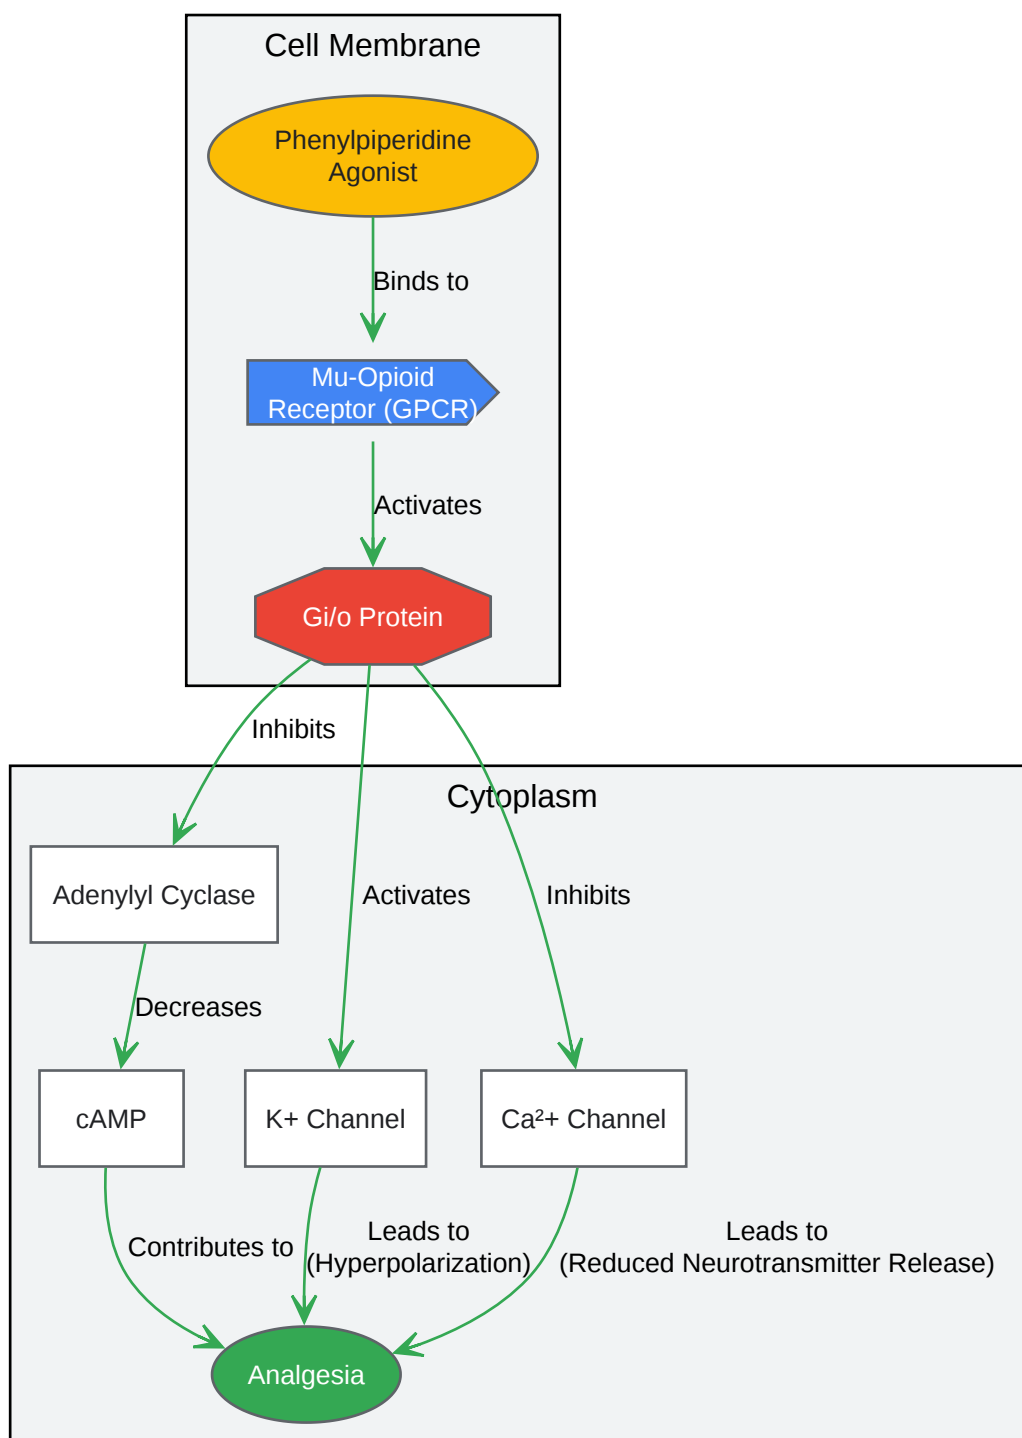 Cell Membrane
Phenylpiperidine
Agonist
Binds to
Mu-Opioid
Receptor (GPCR)
Activates
Gi/o Protein
Inhibits
Cytoplasm
Adenylyl Cyclase
Activates
Inhibits
Decreases
cAMP
K+ Channel
Ca²+ Channel
Contributes to
Leads to
(Hyperpolarization)
Leads to
(Reduced Neurotransmitter Release)
Analgesia